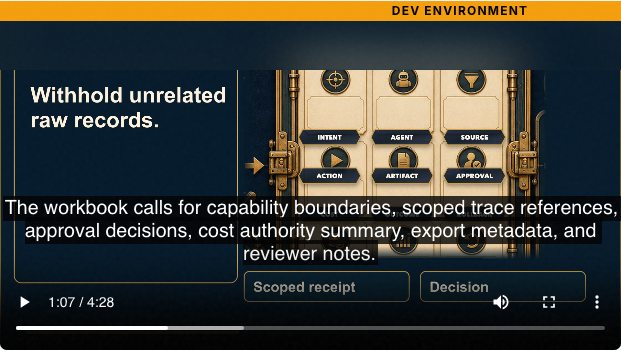 DEV ENVIRONMENT
Withhold unrelated
raw records.
INTENT
AGENT
SOURCE
ACTION
ARTIFACT
APPROVAL
The workbook calls for capability boundaries, scoped trace references,
approval decisions, cost authority summary, export metadata, and
reviewer notes.
Scoped receipt
Decision
1:07 / 4:28